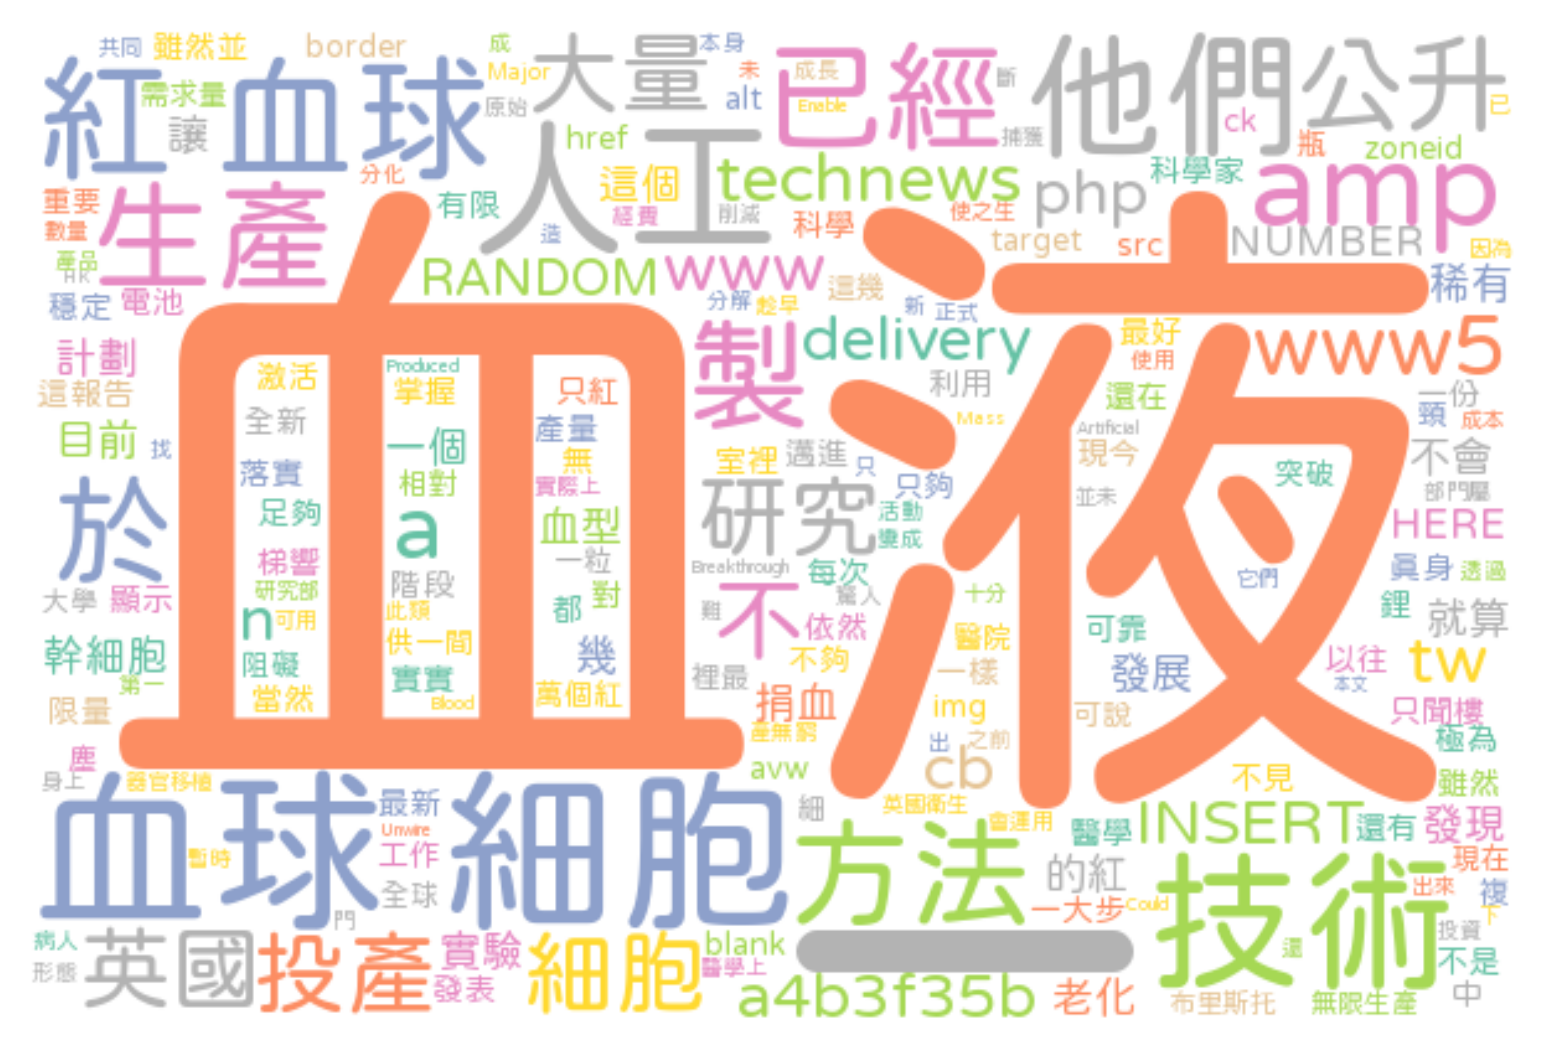 共同 雖然並 border 成 大量 本身 已經 斷 他們 公升
紅血球 需求量 讓 Major 原始 未 alt 成長 Enable 捕獲 ck 瓶 已
href 人工 technews php 科學家 zoneid amp
重要 數量 生產 分化 有限 這個 經費 造 削減 科學 使之生 target src NUMBER 因為
產品 HK 穩定 電池 RANDOM www 分解 趁早 這幾 新 正式 稀有
血液
計劃 激活 Produced 掌握 只紅 製 delivery 利用 最好 使用 www5
這報告 目前 找 全新 一個 產量 無 室裡 邁進 只 Mass Artificial 還在 現今 一份 頸 成本
落實 相對 實際上 研究 只夠 並未 突破 不會 部門屬
於 足夠 a 血型 一粒 活動 變成 HERE
梯響 研究部 階段 Breakthrough 每次 驚人 它們 真身 透過
大學 顯示 n 可用 此類 都 對 難 不 依然 十分 可靠 鋰 就算
幹細胞 第一 阻礙 供一間 幾 不夠 醫院 發展 以往 本文 tw
限量 當然 實實 Blood 萬個紅 裡最 捐血 一樣 img 可說 只聞樓
塵 產無窮 出 之前 極為
身上 器官移植 avw cb 不見 雖然
血球細胞 最新 細 英國衛生 會運用 醫學 INSERT 還有 發現
暫時 Unwire 工作 方法 的紅 技術 現在
全球 門 一大步 Could 出來 複 下
病人 形態 英國 投產 實驗 發表 細胞 blank 醫學上 還 投資 不是
a4b3f35b 老化 布里斯托 無限生產 中